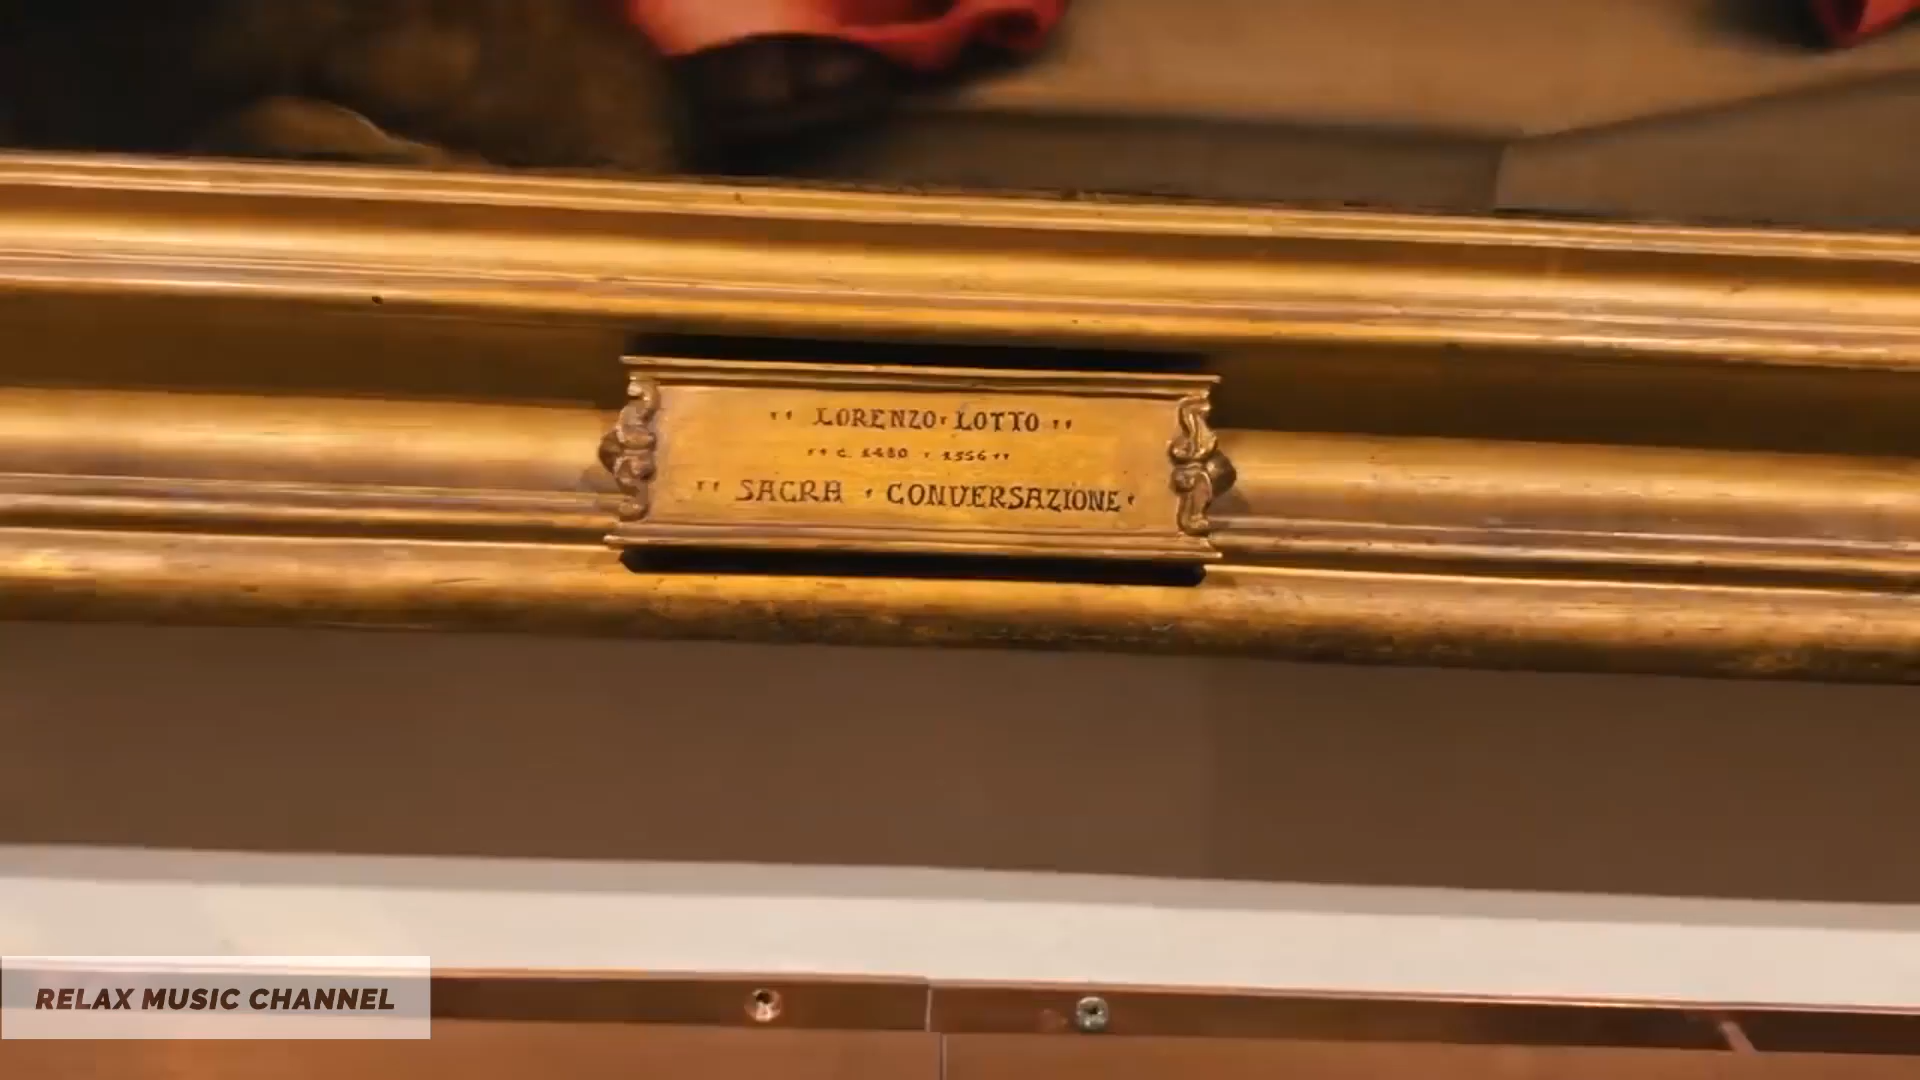 LORENZO LOTTO
c. 1480 · 1556
SACRA · CONVERSAZIONE
RELAX MUSIC CHANNEL